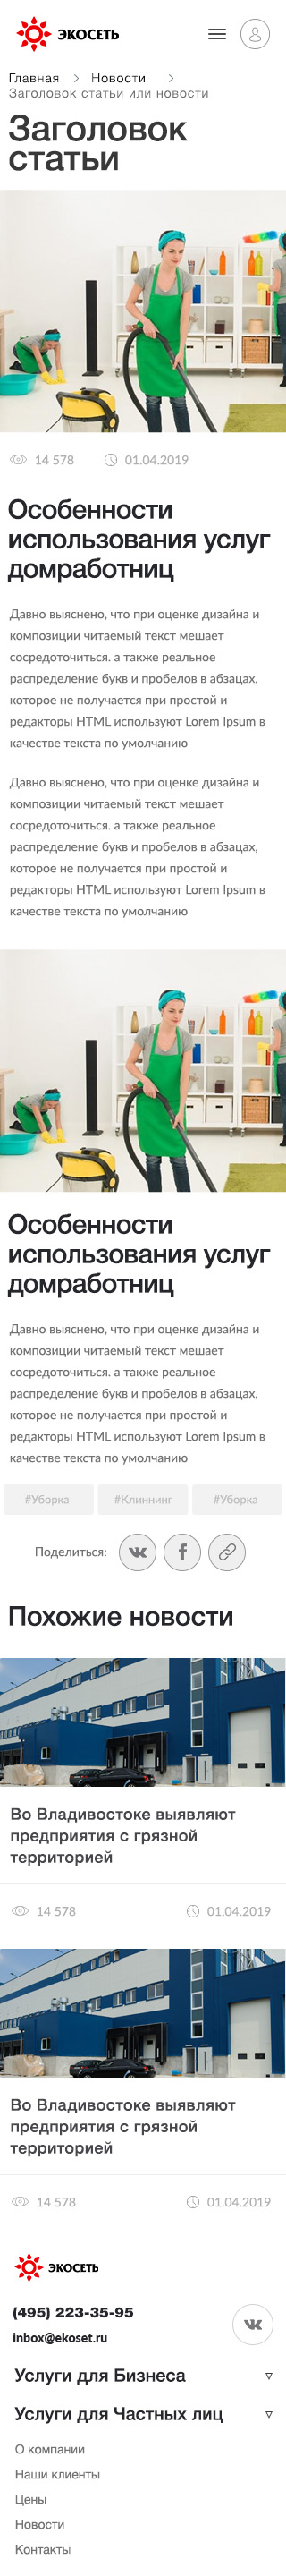 ЭКОСЕТЬ
Главная > Новости >
Заголовок статьи или новости
Заголовок
статьи
14 578 01.04.2019
Особенности
использования услуг
домработниц
Давно выяснено, что при оценке дизайна и
композиции читаемый текст мешает
сосредоточиться. а также реальное
распределение букв и пробелов в абзацах,
которое не получается при простой и
редакторы HTML используют Lorem Ipsum в
качестве текста по умолчанию
Давно выяснено, что при оценке дизайна и
композиции читаемый текст мешает
сосредоточиться. а также реальное
распределение букв и пробелов в абзацах,
которое не получается при простой и
редакторы HTML используют Lorem Ipsum в
качестве текста по умолчанию
Особенности
использования услуг
домработниц
Давно выяснено, что при оценке дизайна и
композиции читаемый текст мешает
сосредоточиться. а также реальное
распределение букв и пробелов в абзацах,
которое не получается при простой и
редакторы HTML используют Lorem Ipsum в
качестве текста по умолчанию
#Уборка #Клиннинг #Уборка
Поделиться:
Похожие новости
Во Владивостоке выявляют
предприятия с грязной
территорией
14 578 01.04.2019
Во Владивостоке выявляют
предприятия с грязной
территорией
14 578 01.04.2019
ЭКОСЕТЬ
(495) 223-35-95
Inbox@ekoset.ru
Услуги для Бизнеса
Услуги для Частных лиц
О компании
Наши клиенты
Цены
Новости
Контакты